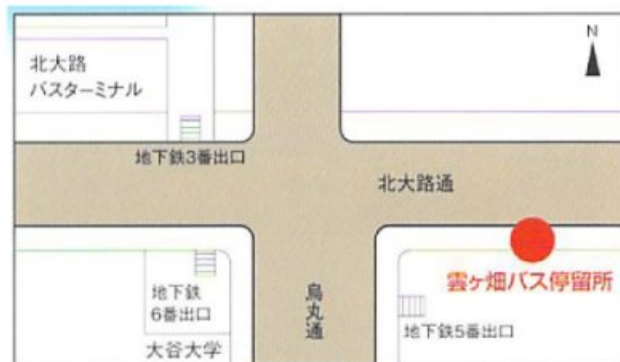 N
北大路
バスターミナル
地下鉄3番出口
北大路通
雲ヶ畑バス停留所
地下鉄
6番出口
烏丸通
地下鉄5番出口
大谷大学